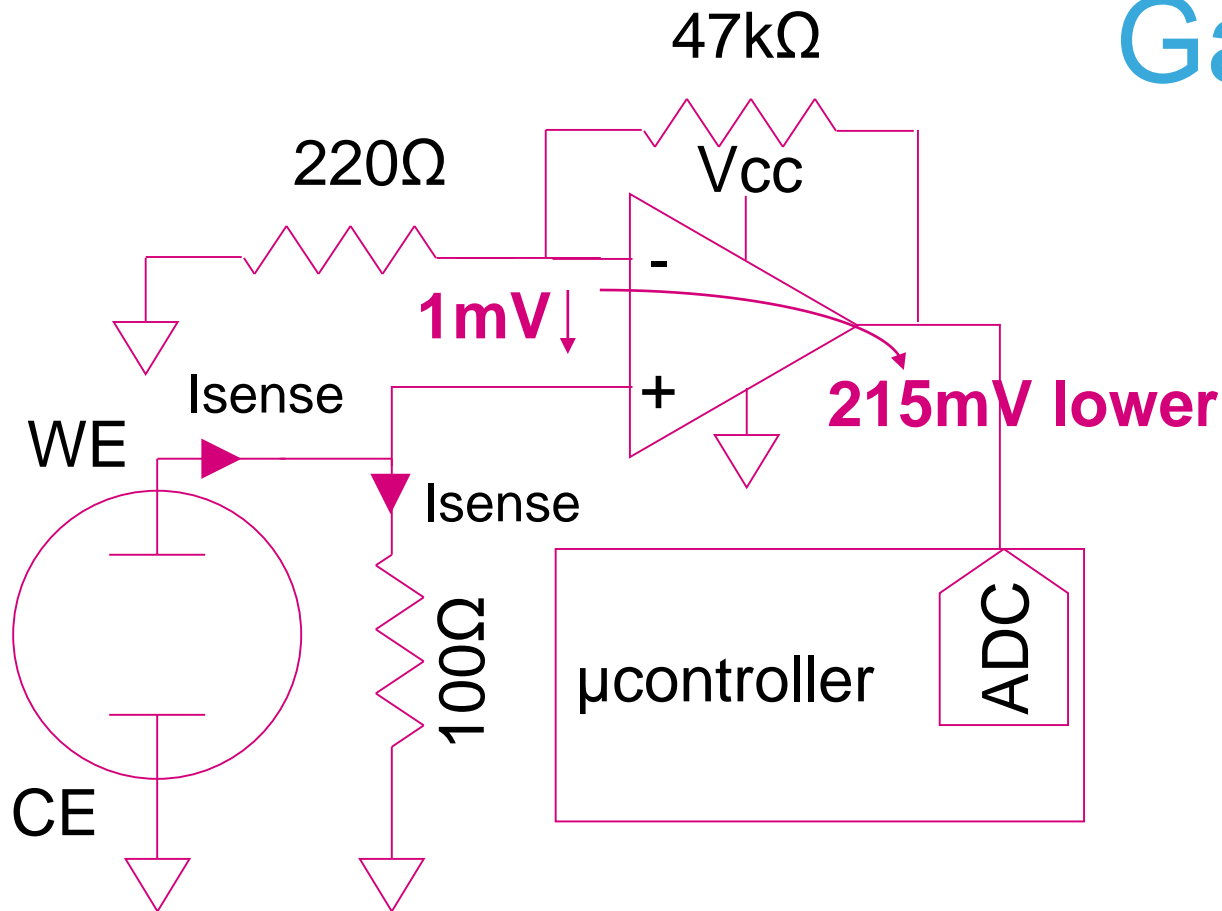 Ga
47kΩ
220Ω
Vcc
-
1mV
+
215mV lower
Isense
WE
Isense
100Ω
µcontroller
ADC
CE